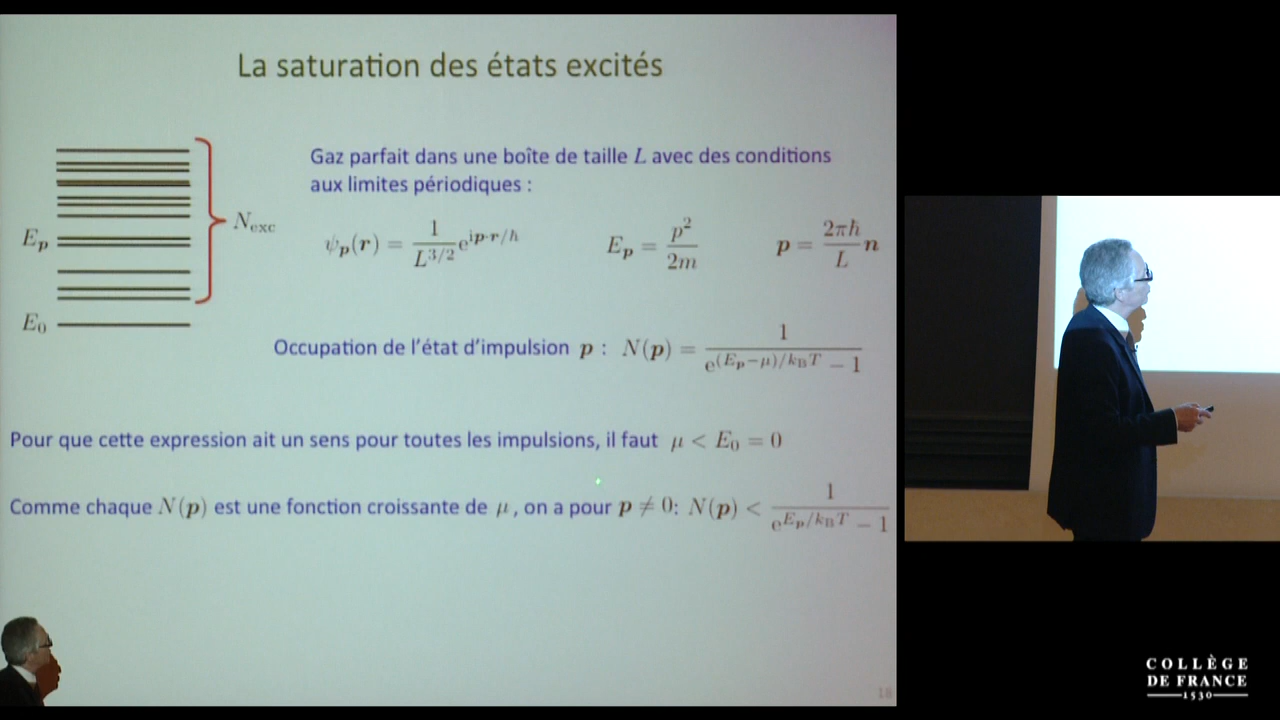 La saturation des états excités
Gaz parfait dans une boîte de taille L avec des conditions
aux limites périodiques :
N_exc
E_p
E_0
ψ_p(r) = 1/L^{3/2} e^{ip·r/ħ}
E_p = p²/2m
p = 2πħ/L n
Occupation de l'état d'impulsion p : N(p) = 1/(e^{(E_p−μ)/k_BT} − 1)
Pour que cette expression ait un sens pour toutes les impulsions, il faut μ < E_0 = 0
Comme chaque N(p) est une fonction croissante de μ, on a pour p ≠ 0: N(p) < 1/(e^{E_p/k_BT} − 1)
18
COLLÈGE
DE FRANCE
1530